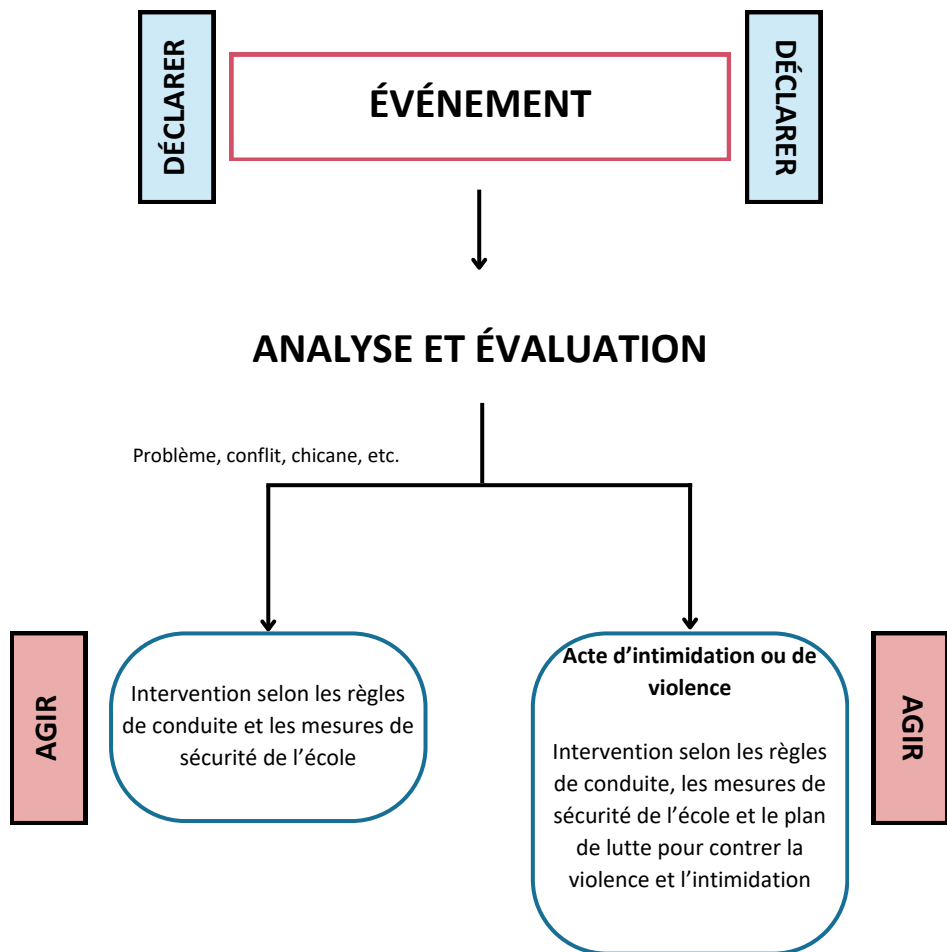 DÉCLARER
ÉVÉNEMENT
DÉCLARER
ANALYSE ET ÉVALUATION
Problème, conflit, chicane, etc.
AGIR
Intervention selon les règles
de conduite et les mesures de
sécurité de l’école
Acte d’intimidation ou de
violence
Intervention selon les règles
de conduite, les mesures de
sécurité de l’école et le plan
de lutte pour contrer la
violence et l’intimidation
AGIR